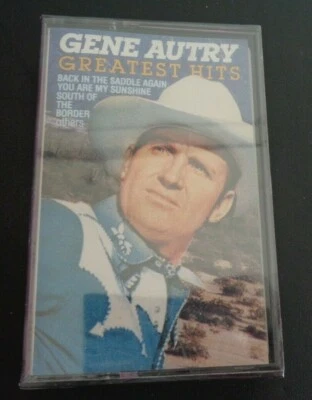 GENE AUTRY
GREATEST HITS
BACK IN THE SADDLE AGAIN
YOU ARE MY SUNSHINE
SOUTH OF
THE
BORDER
others